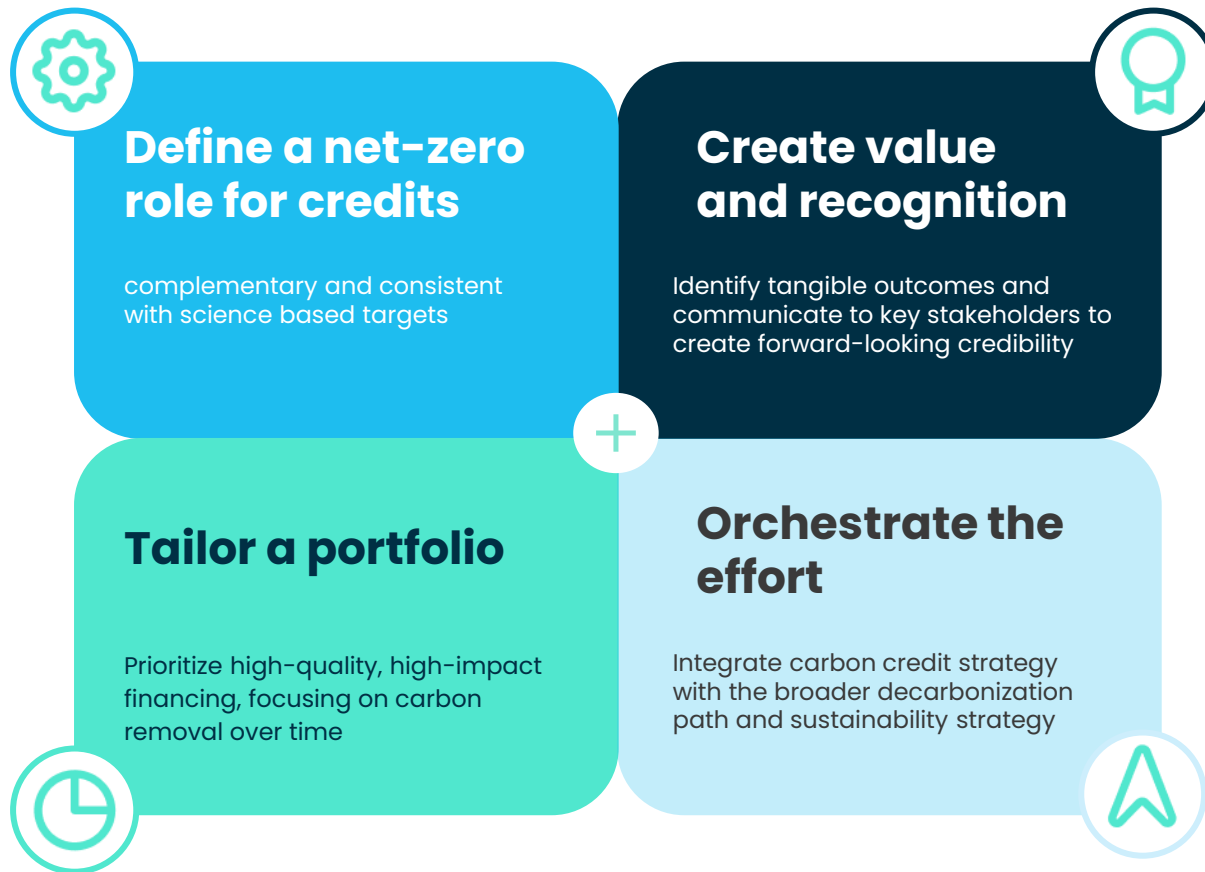 Define a net-zero
role for credits
complementary and consistent
with science based targets
Create value
and recognition
Identify tangible outcomes and
communicate to key stakeholders to
create forward-looking credibility
Tailor a portfolio
Prioritize high-quality, high-impact
financing, focusing on carbon
removal over time
Orchestrate the
effort
Integrate carbon credit strategy
with the broader decarbonization
path and sustainability strategy